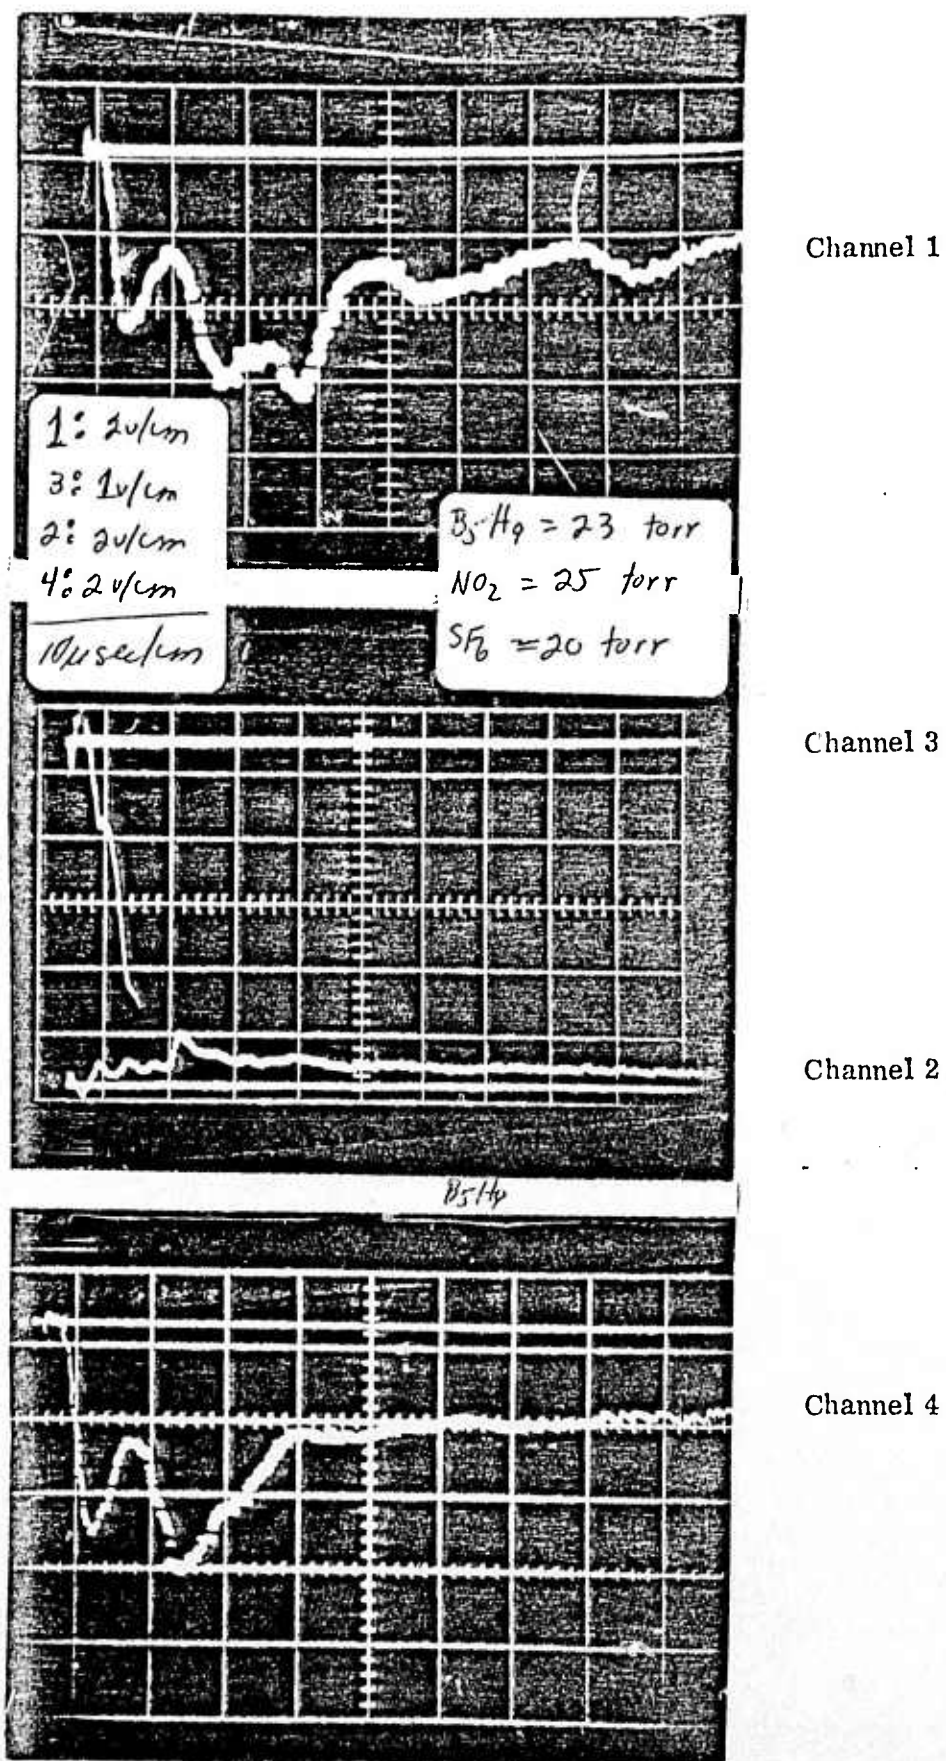 Channel 1
1: 2v/cm
3: 1v/cm
2: 2v/cm
4: 2v/cm
10μsec/cm
B5H9 = 23 torr
NO2 = 25 torr
SF6 = 20 torr
Channel 3
Channel 2
B5H9
Channel 4